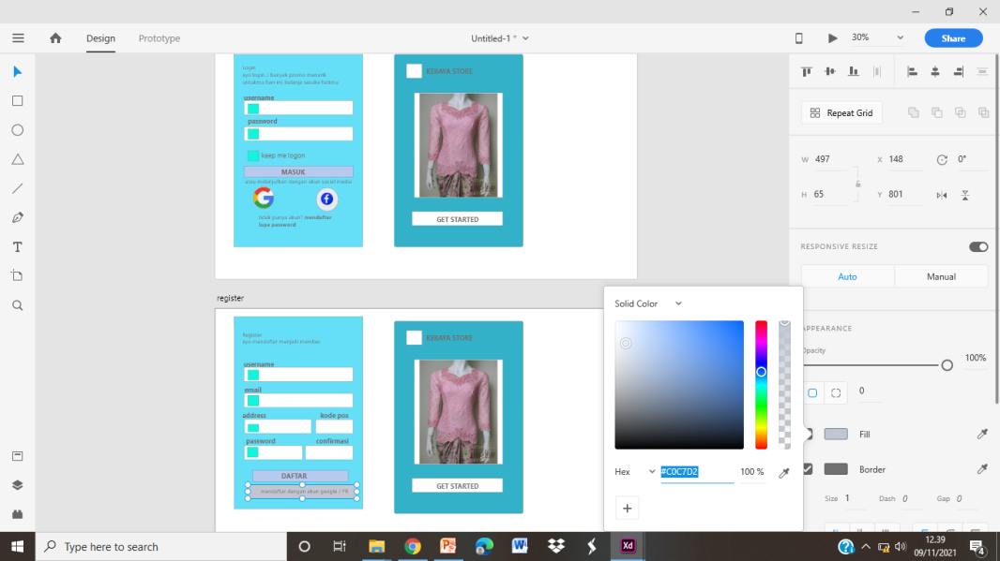 Design
Prototype
Untitled-1 *
30%
Share
Login
ayo login .! banyak promo menarik
untukmu hari ini. belanja sesuka hatimu
username
password
keep me logon
MASUK
atau melanjutkan dengan akun social media
tidak punya akun? mendaftar
lupa password
KEBAYA STORE
GET STARTED
Repeat Grid
W 497
X 148
0°
H 65
Y 801
RESPONSIVE RESIZE
Auto
Manual
register
Register
ayo mendaftar menjadi member
username
email
address
kode pos
password
confirmasi
DAFTAR
mendaftar dengan akun google / FB
KEBAYA STORE
GET STARTED
Solid Color
Hex
#C0C7D2
100 %
APPEARANCE
Opacity
100%
0
Fill
Border
Size 1
Dash 0
Gap 0
Type here to search
Xd
12.39
09/11/2021
4